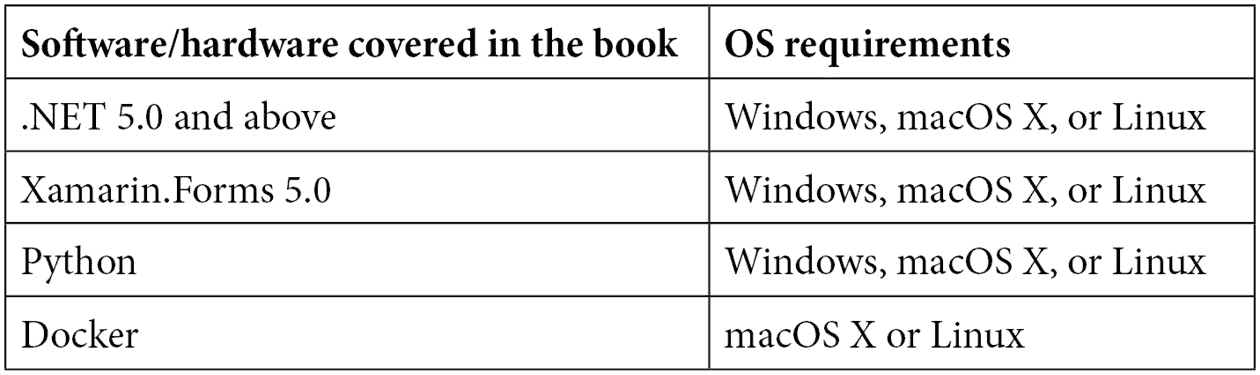 Software/hardware covered in the book OS requirements
.NET 5.0 and above Windows, macOS X, or Linux
Xamarin.Forms 5.0 Windows, macOS X, or Linux
Python Windows, macOS X, or Linux
Docker macOS X or Linux